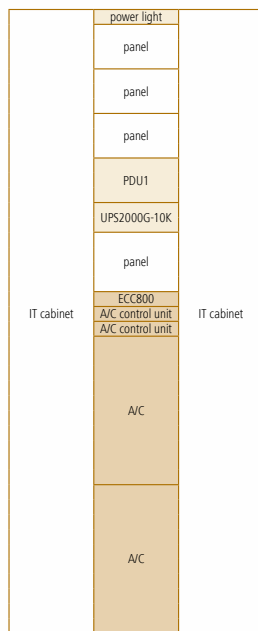 power light
panel
panel
panel
PDU1
UPS2000G-10K
panel
ECC800
IT cabinet
A/C control unit
IT cabinet
A/C control unit
A/C
A/C